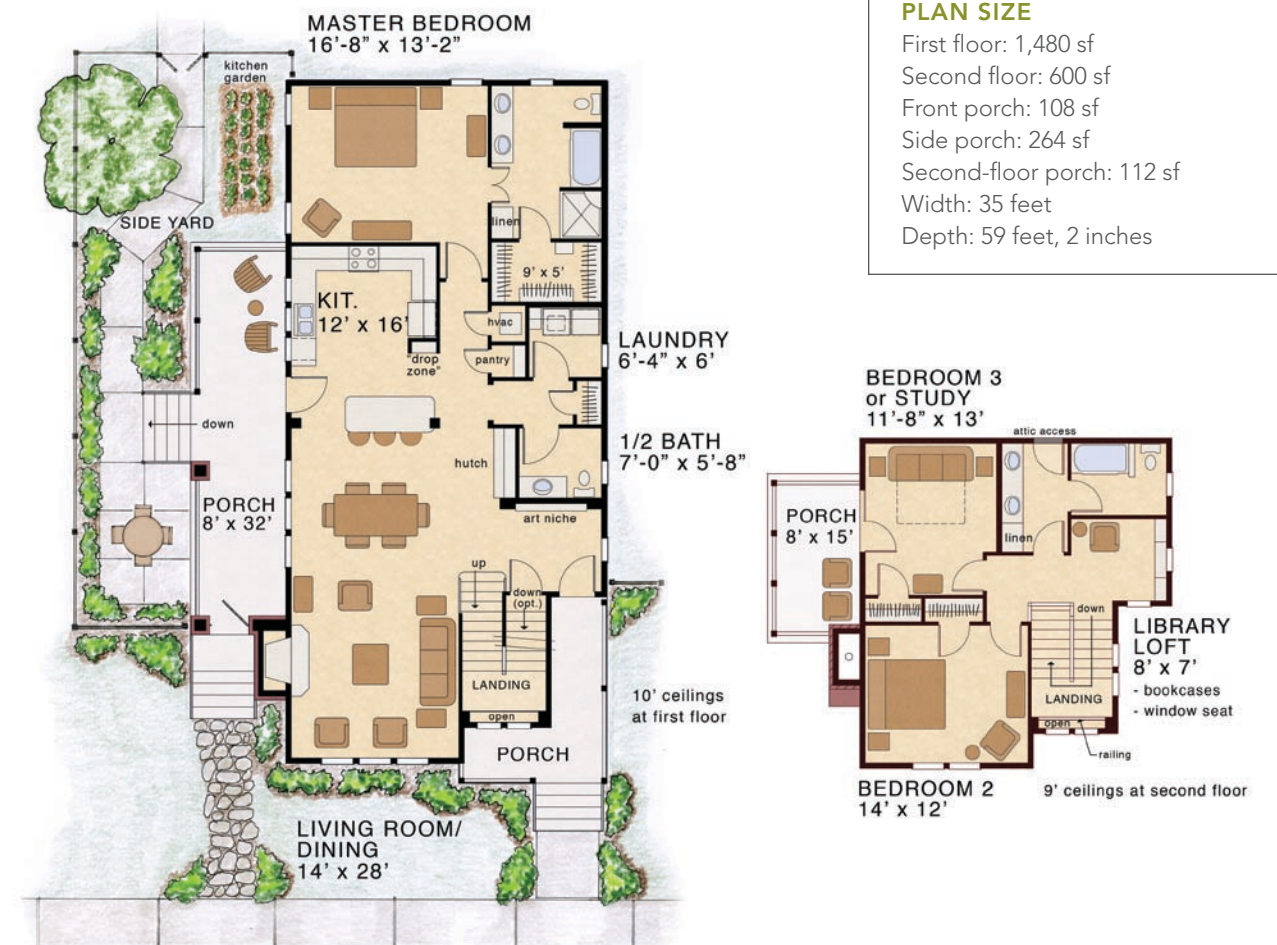 MASTER BEDROOM
16'-8" x 13'-2"
kitchen
garden
SIDE YARD
linen
9' x 5'
KIT.
12' x 16'
hvac
"drop
zone"
pantry
LAUNDRY
6'-4" x 6'
down
1/2 BATH
7'-0" x 5'-8"
hutch
PORCH
8' x 32'
art niche
up
down
(opt.)
LANDING
open
10' ceilings
at first floor
PORCH
LIVING ROOM/
DINING
14' x 28'
PLAN SIZE
First floor: 1,480 sf
Second floor: 600 sf
Front porch: 108 sf
Side porch: 264 sf
Second-floor porch: 112 sf
Width: 35 feet
Depth: 59 feet, 2 inches
BEDROOM 3
or STUDY
11'-8" x 13'
attic access
PORCH
8' x 15'
linen
down
LIBRARY
LOFT
8' x 7'
- bookcases
- window seat
LANDING
open
railing
BEDROOM 2
14' x 12'
9' ceilings at second floor